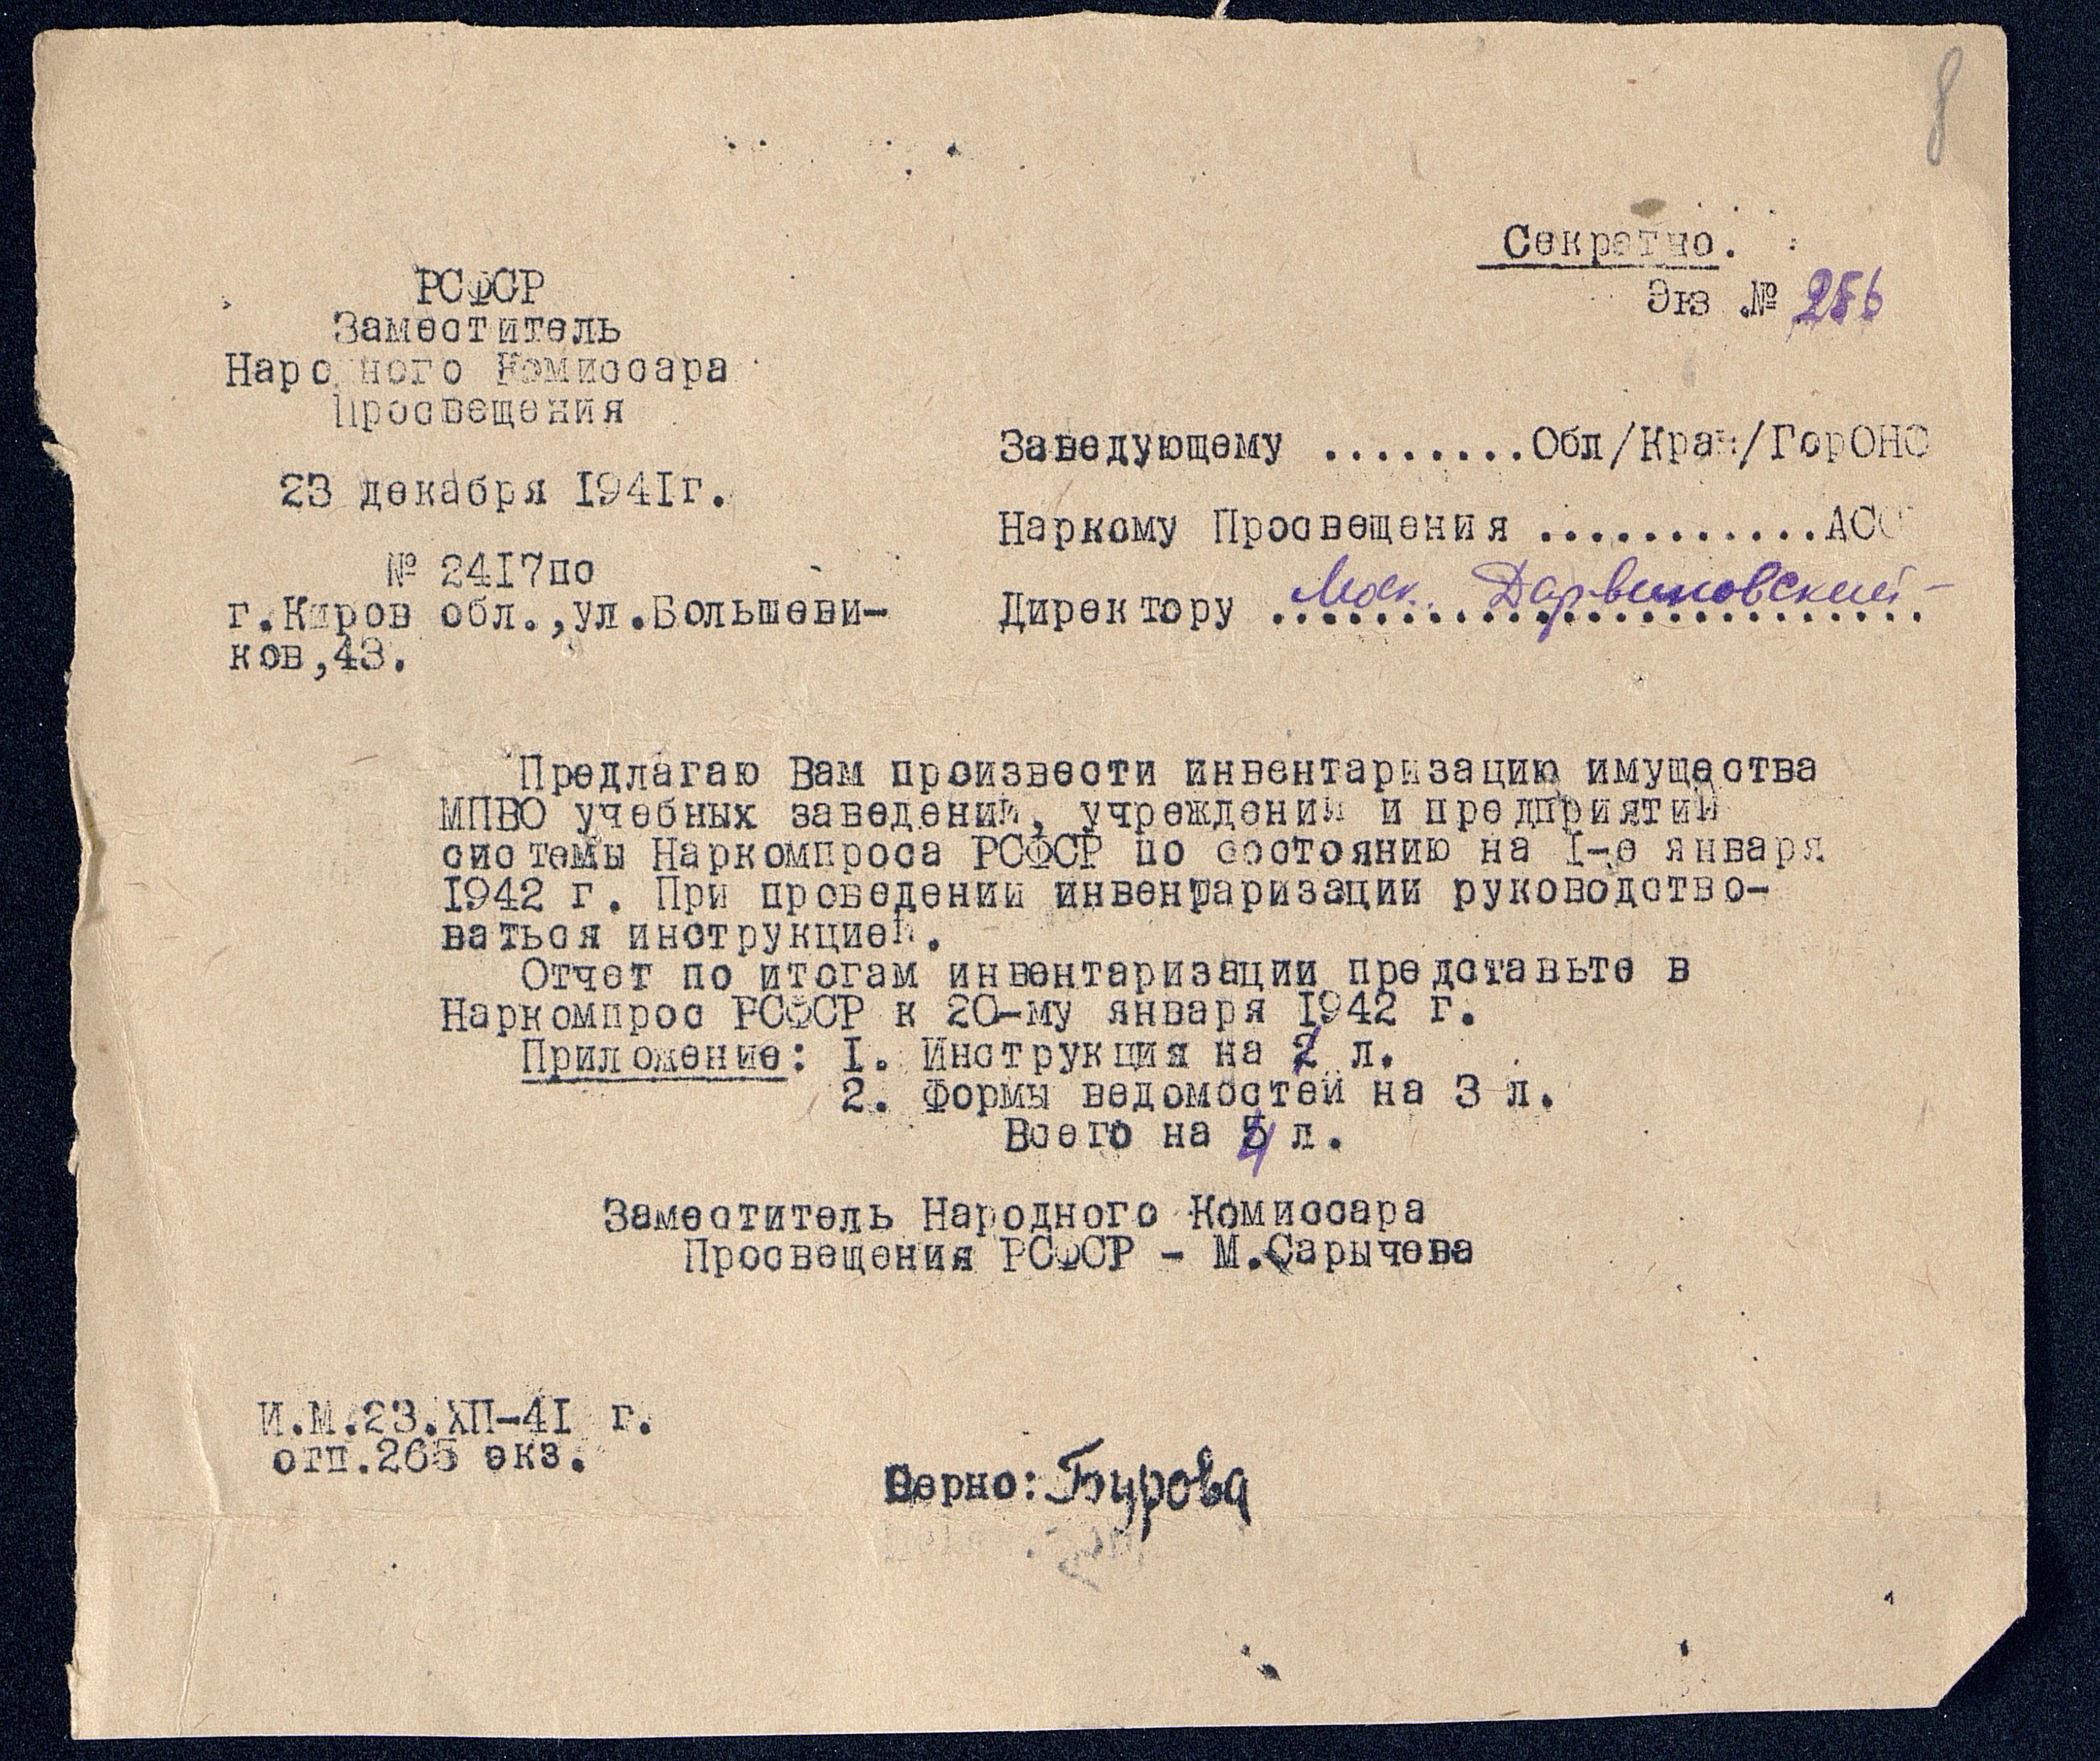 8
Секретно.
Экз № 256
РСФСР
Заместитель
Народного Комиссара
Просвещения
23 декабря 1941г.
№ 2417пс
г.Киров обл.,ул.Большеви-
ков,43.
Заведующему ........Обл/Край/ГорОНО
Наркому Просвещения ...........АСС
Директору Моск. Дарвиновский
Предлагаю Вам произвести инвентаризацию имущества
МПВО учебных заведений, учреждений и предприятий
системы Наркомпроса РСФСР по состоянию на I-е января
1942 г. При проведении инвентаризации руководство-
ваться инструкцией.
Отчет по итогам инвентаризации представьте в
Наркомпрос РСФСР к 20-му января 1942 г.
Приложение: I. Инструкция на 2 л.
2. Формы ведомостей на 3 л.
Всего на 4 л.
Заместитель Народного Комиссара
Просвещения РСФСР - М.Сарычева
И.М.23.ХП-41 г.
отп.265 экз.
Верно: Бурова